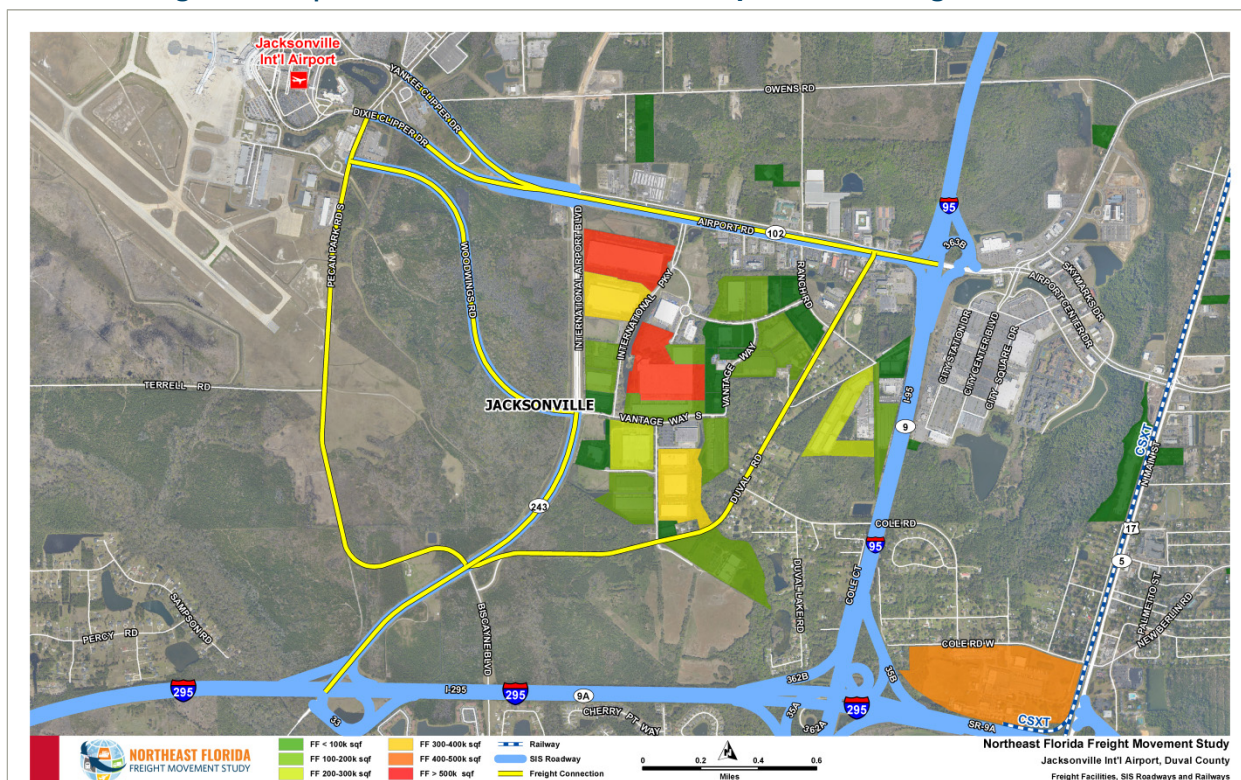 Jacksonville
Int'l Airport
YANKEE CLIPPER DR
DIXIE CLIPPER DR
OWENS RD
95
AIRPORT RD
102
363B
PECAN PARK RD S
WOODWINGS RD
INTERNATIONAL AIRPORT BLVD
INTERNATIONAL PKY
RANCH RD
SKYMARKS DR
AIRPORT CENTER DR
CITY STATION DR
CITY CENTER BLVD
CITY SQUARE DR
TERRELL RD
JACKSONVILLE
VANTAGE WAY S
VANTAGE WAY
DUVAL RD
I-95
9
CSXT
N MAIN ST
243
COLE RD
95
17
5
COLE CT
DUVAL LAKE RD
PALMETTO ST
NEW BERLIN RD
SAMPSON RD
PERCY RD
BISCAYNE BLVD
COLE RD W
295
I-295
295
9A
362B
35B
295
33
CHERRY PT WAY
35A
362A
SR-9A
CSXT
NORTHEAST FLORIDA
FREIGHT MOVEMENT STUDY
FF < 100k sqf
FF 100-200k sqf
FF 200-300k sqf
FF 300-400k sqf
FF 400-500k sqf
FF > 500k sqf
Railway
SIS Roadway
Freight Connection
N
0 0.2 0.4 0.6
Miles
Northeast Florida Freight Movement Study
Jacksonville Int'l Airport, Duval County
Freight Facilities, SIS Roadways and Railways